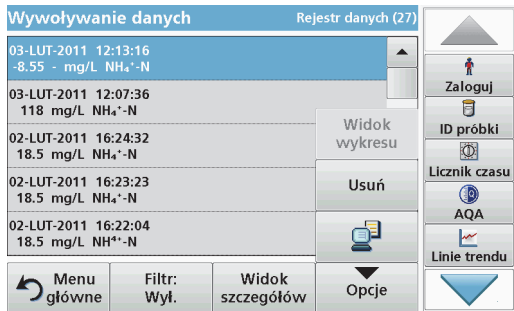 Wywoływanie danych
Rejestr danych (27)
03-LUT-2011 12:13:16
-8.55 - mg/L NH₄⁺-N
03-LUT-2011 12:07:36
118 mg/L NH₄⁺-N
02-LUT-2011 16:24:32
18.5 mg/L NH₄⁺-N
02-LUT-2011 16:23:23
18.5 mg/L NH₄⁺-N
02-LUT-2011 16:22:04
18.5 mg/L NH⁴⁺-N
Widok
wykresu
Usuń
Menu
główne
Filtr:
Wył.
Widok
szczegółów
Opcje
Zaloguj
ID próbki
Licznik czasu
AQA
Linie trendu